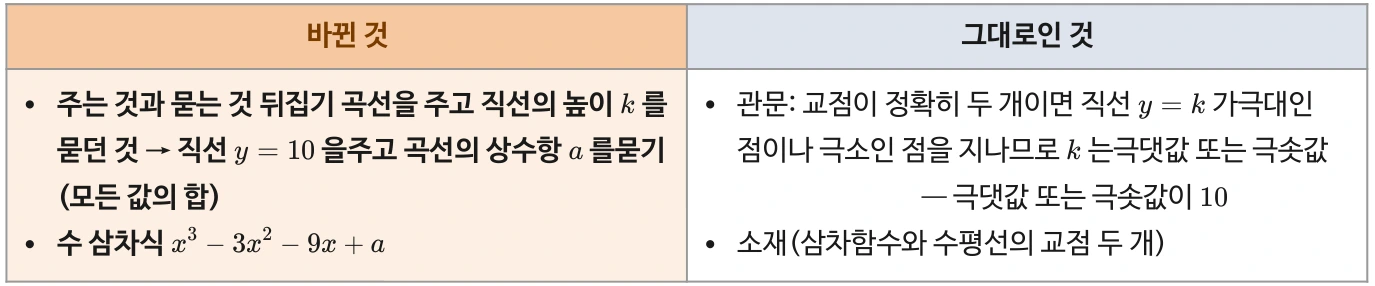 바뀐 것
그대로인 것
• 주는 것과 묻는 것 뒤집기 곡선을 주고 직선의 높이 k 를
묻던 것 → 직선 y = 10 을주고 곡선의 상수항 a 를묻기
(모든 값의 합)
• 수 삼차식 x³ − 3x² − 9x + a
• 관문: 교점이 정확히 두 개이면 직선 y = k 가극대인
점이나 극소인 점을 지나므로 k 는극댓값 또는 극솟값
— 극댓값 또는 극솟값이 10
• 소재(삼차함수와 수평선의 교점 두 개)